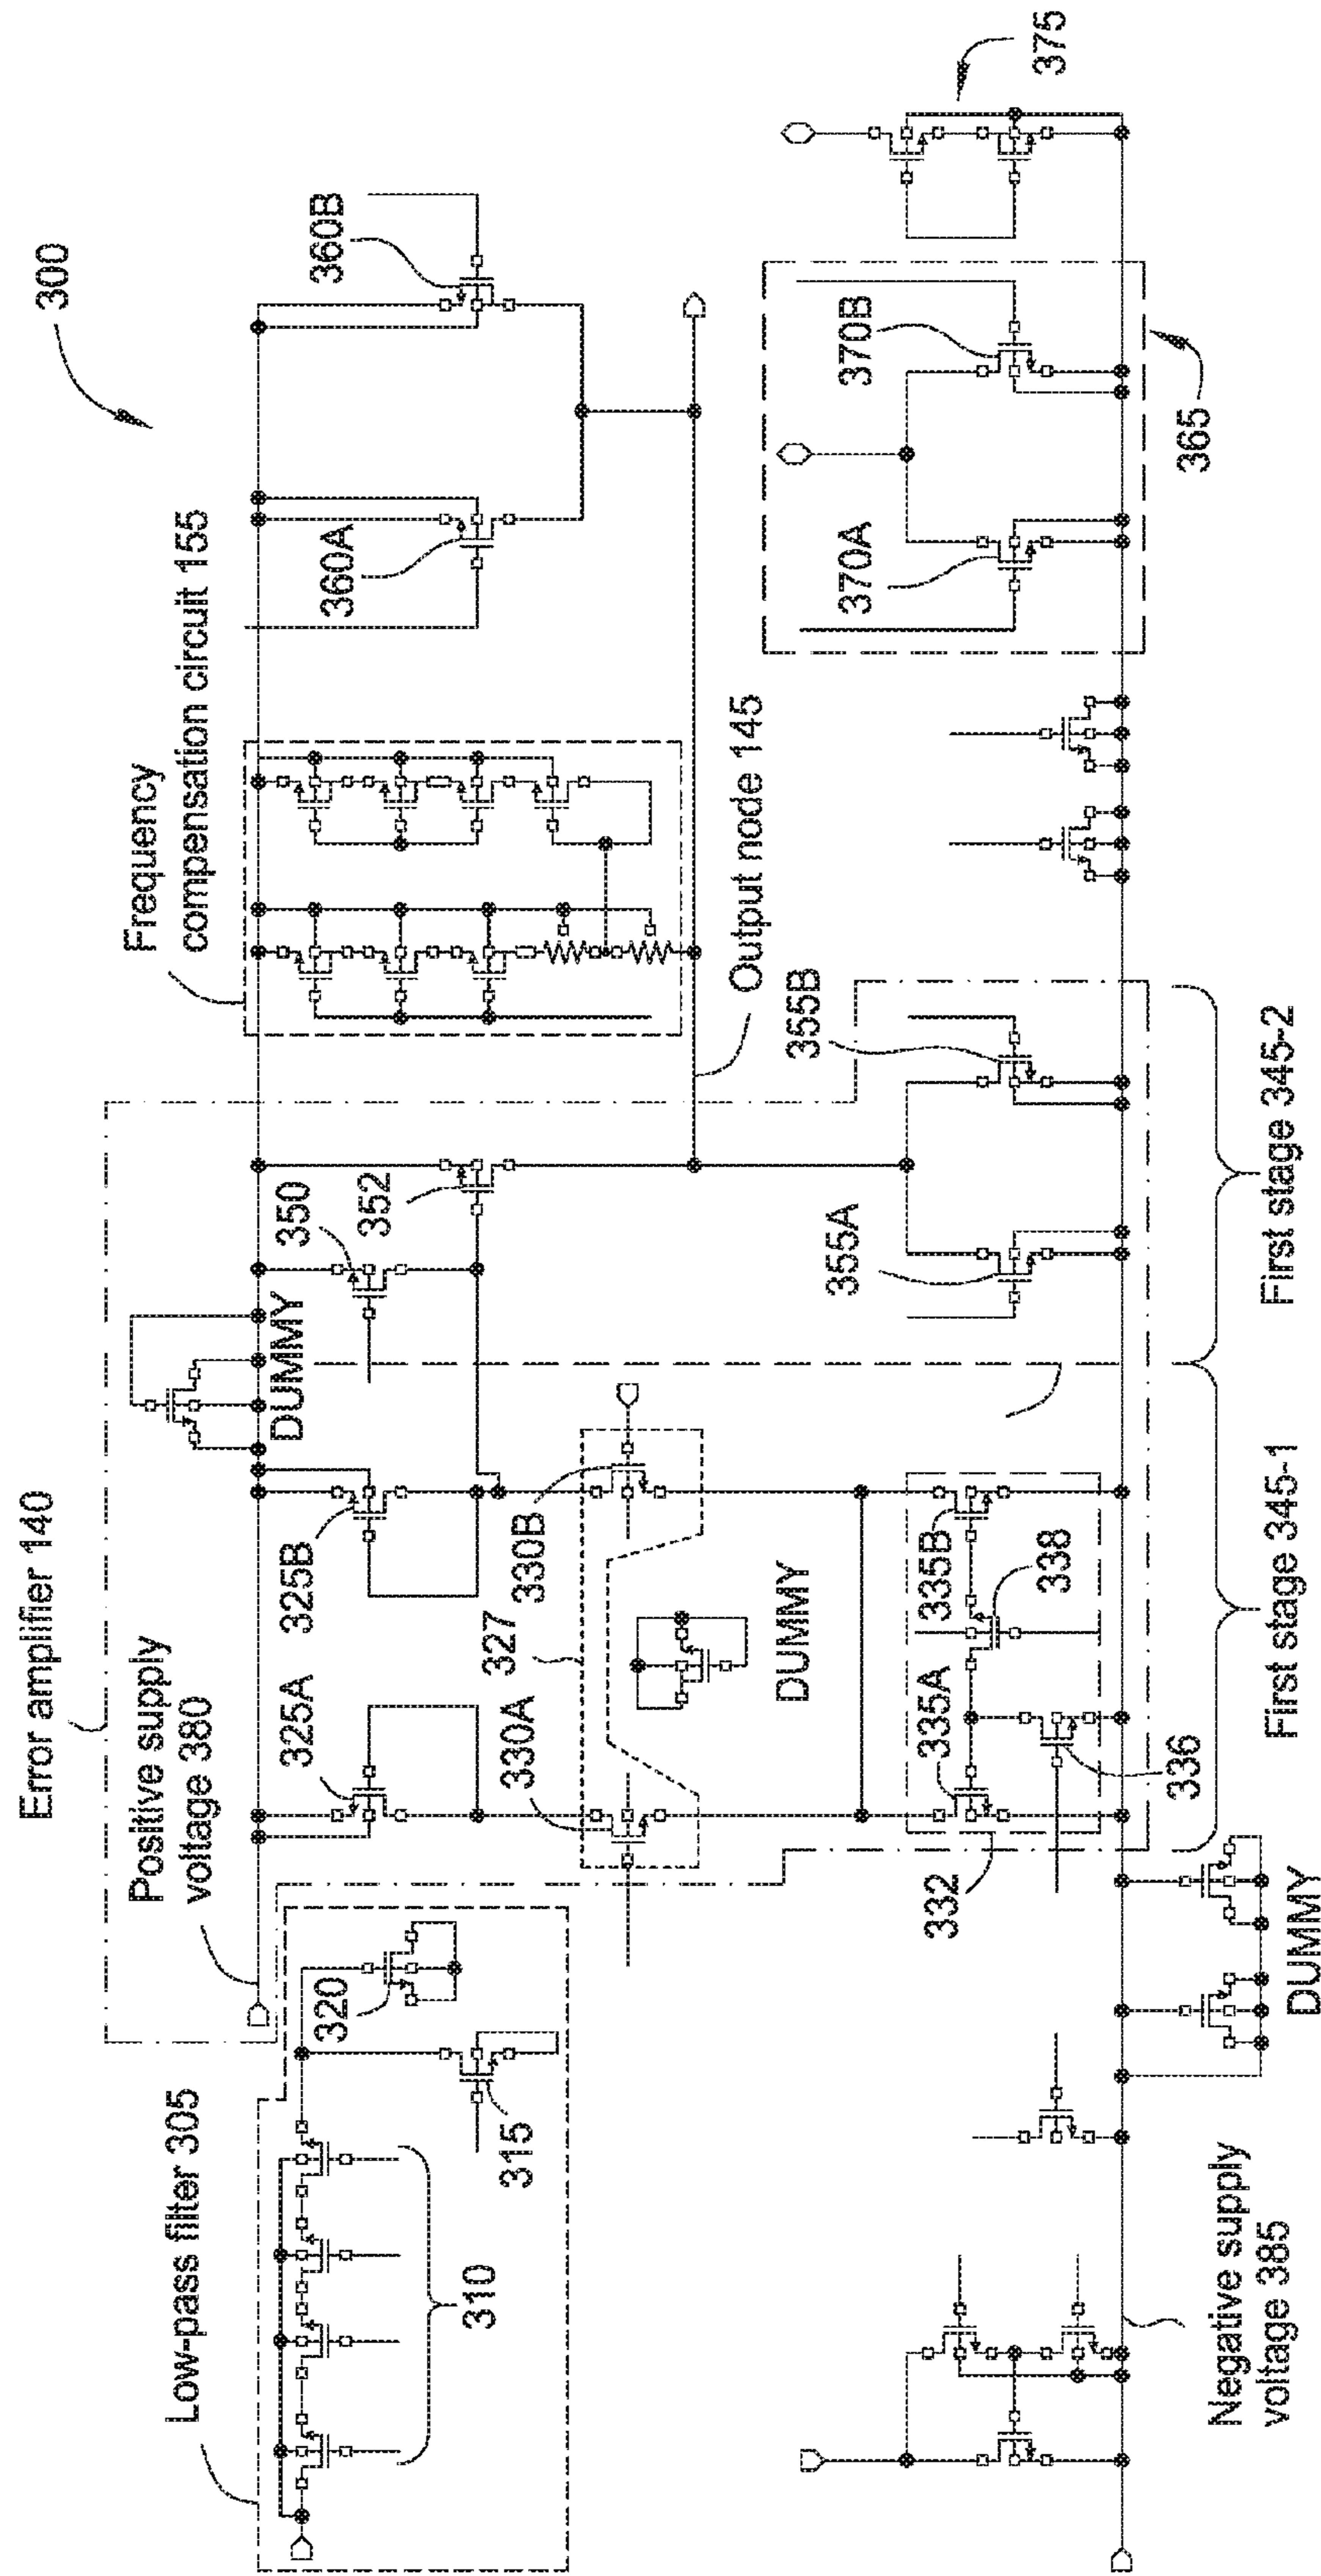 300
Error amplifier 140
Positive supply
voltage 380
Low-pass filter 305
Frequency
compensation circuit 155
360A
360B
DUMMY
350
352
325A
325B
320
315
310
327
330A
330B
DUMMY
Output node 145
332
335A
335B
336
338
355A
355B
370A
370B
365
375
First stage 345-1
First stage 345-2
DUMMY
Negative supply
voltage 385